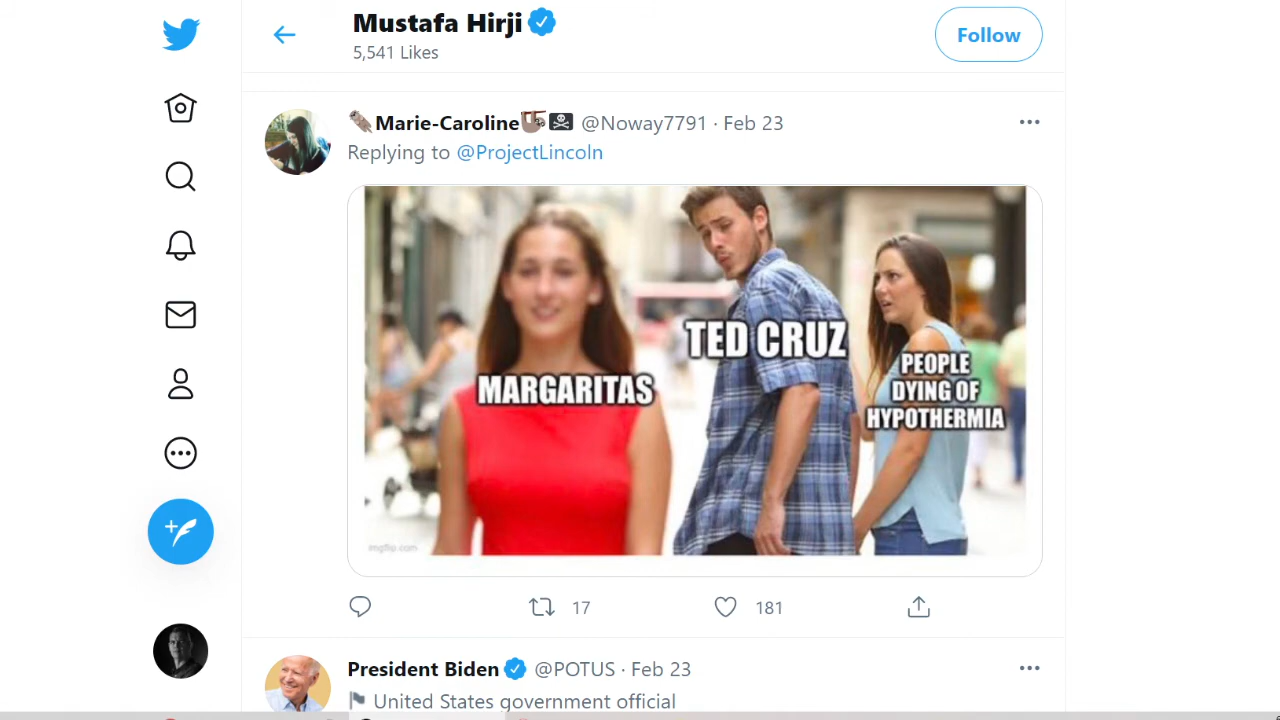 Mustafa Hirji
5,541 Likes
Follow
Marie-Caroline @Noway7791 · Feb 23
Replying to @ProjectLincoln
MARGARITAS
TED CRUZ
PEOPLE
DYING OF
HYPOTHERMIA
imgflip.com
17
181
President Biden @POTUS · Feb 23
United States government official